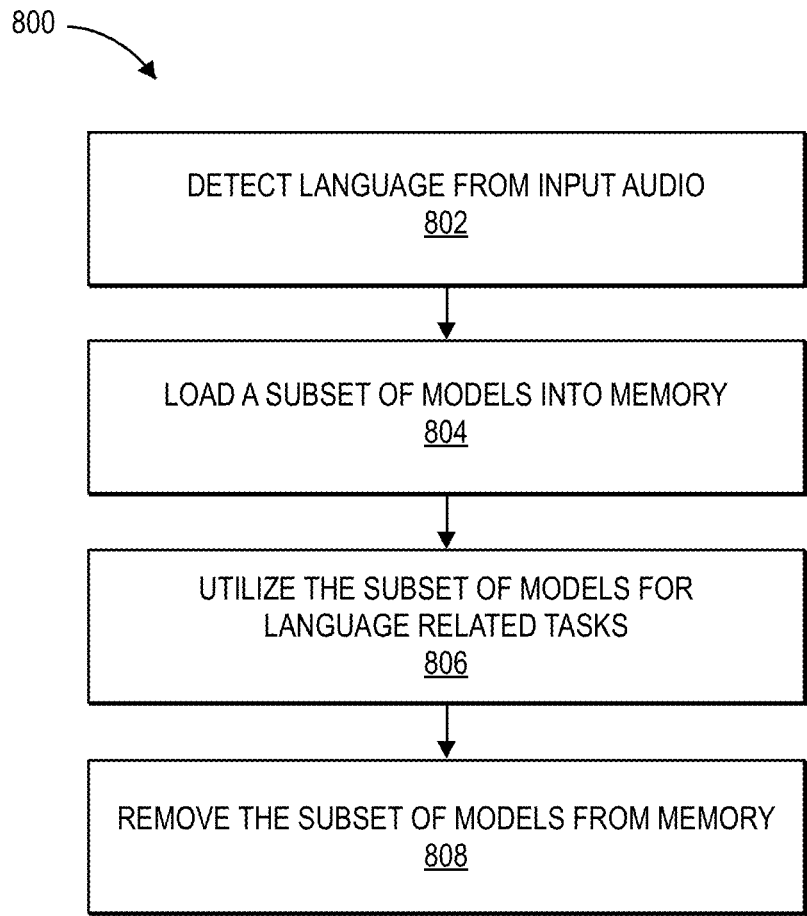 800
DETECT LANGUAGE FROM INPUT AUDIO
802
LOAD A SUBSET OF MODELS INTO MEMORY
804
UTILIZE THE SUBSET OF MODELS FOR
LANGUAGE RELATED TASKS
806
REMOVE THE SUBSET OF MODELS FROM MEMORY
808